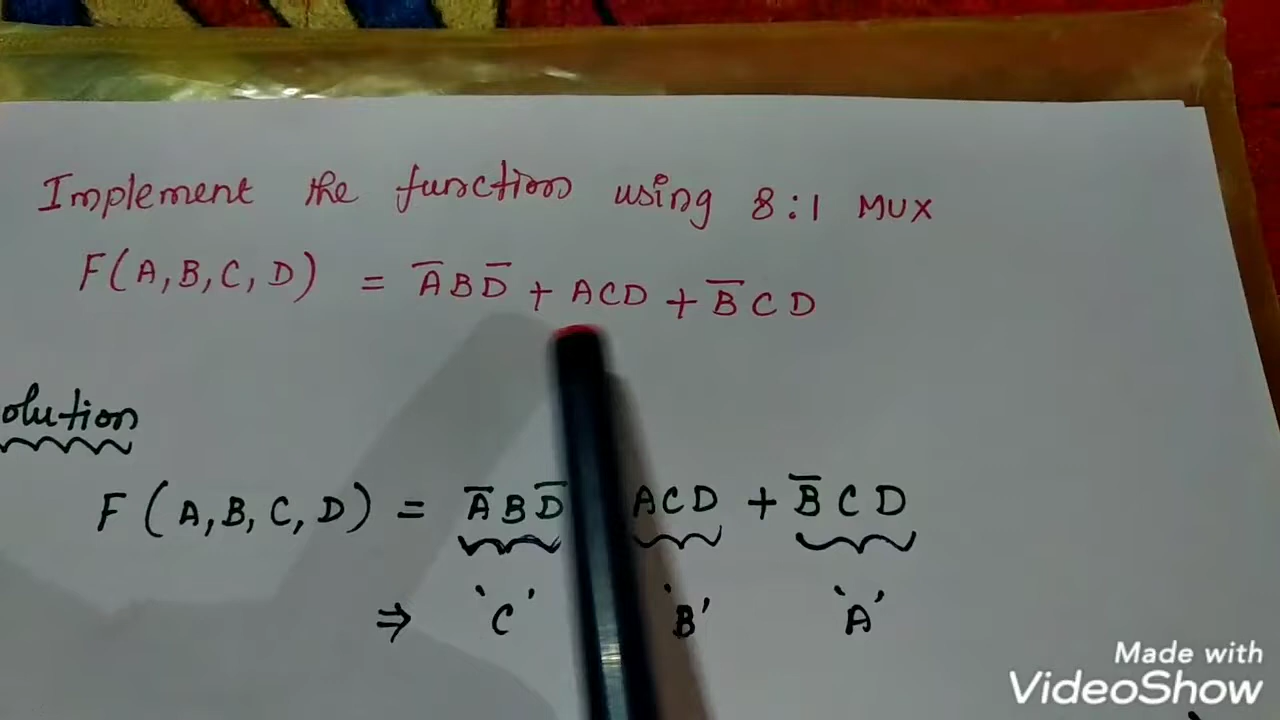 Implement the function using 8:1 MUX
F(A,B,C,D) = A̅BD̅ + ACD + B̅CD
olution
F(A,B,C,D) = A̅BD̅ ACD + B̅CD
⇒ 'C' 'B' 'A'
Made with
VideoShow